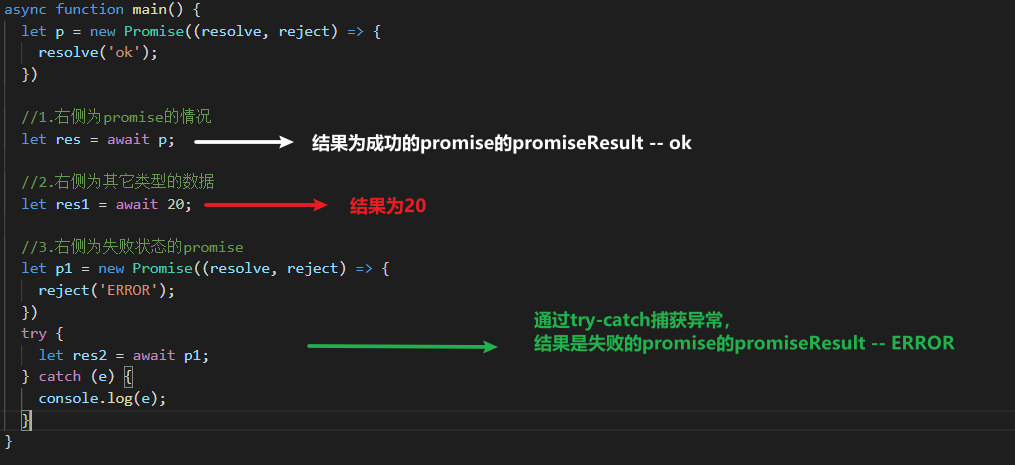 async function main() {
let p = new Promise((resolve, reject) => {
resolve('ok');
})
//1.右侧为promise的情况
let res = await p;
结果为成功的promise的promiseResult -- ok
//2.右侧为其它类型的数据
let res1 = await 20;
结果为20
//3.右侧为失败状态的promise
let p1 = new Promise((resolve, reject) => {
reject('ERROR');
})
try {
let res2 = await p1;
} catch (e) {
console.log(e);
}
}
通过try-catch捕获异常，
结果是失败的promise的promiseResult -- ERROR